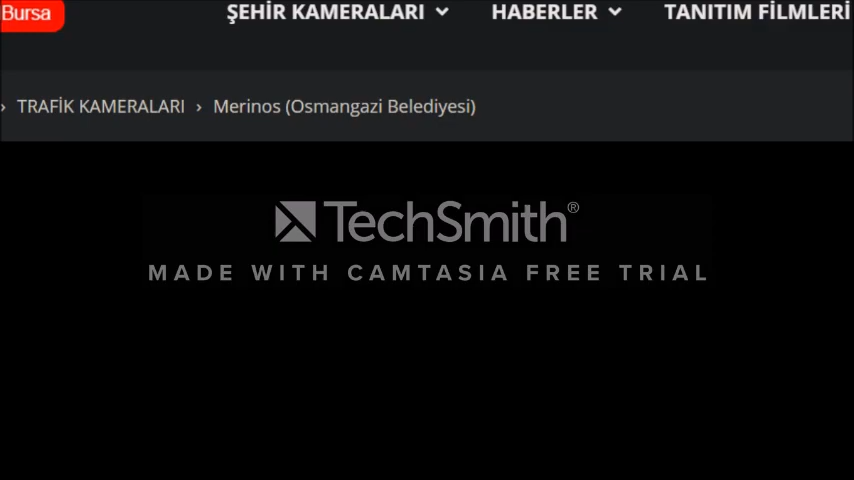 Bursa
ŞEHİR KAMERALARI HABERLER TANITIM FİLMLERİ
› TRAFİK KAMERALARI › Merinos (Osmangazi Belediyesi)
TechSmith®
MADE WITH CAMTASIA FREE TRIAL